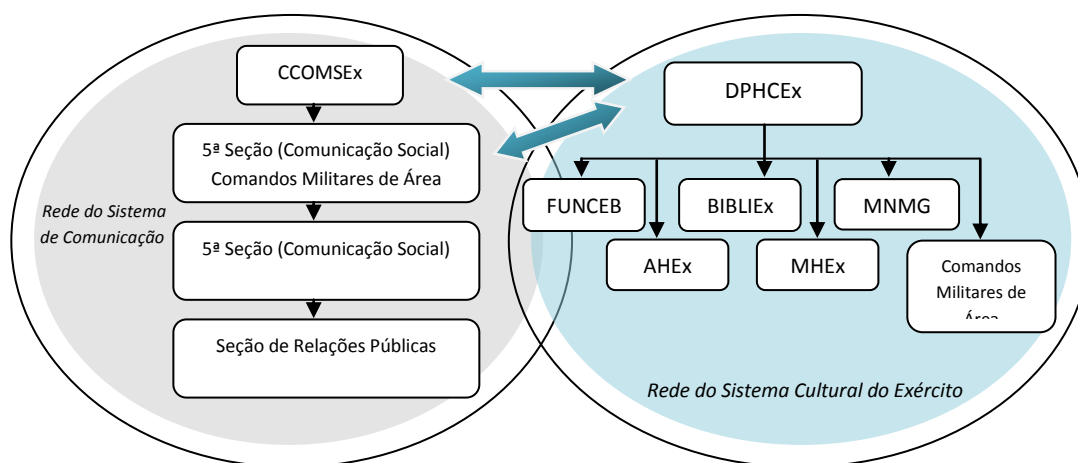 CCOMSEx
5ª Seção (Comunicação Social)
Comandos Militares de Área
Rede do Sistema
de Comunicação
5ª Seção (Comunicação Social)
Seção de Relações Públicas
DPHCEx
FUNCEB
BIBLIEx
MNMG
AHEx
MHEx
Comandos
Militares de
Área
Rede do Sistema Cultural do Exército